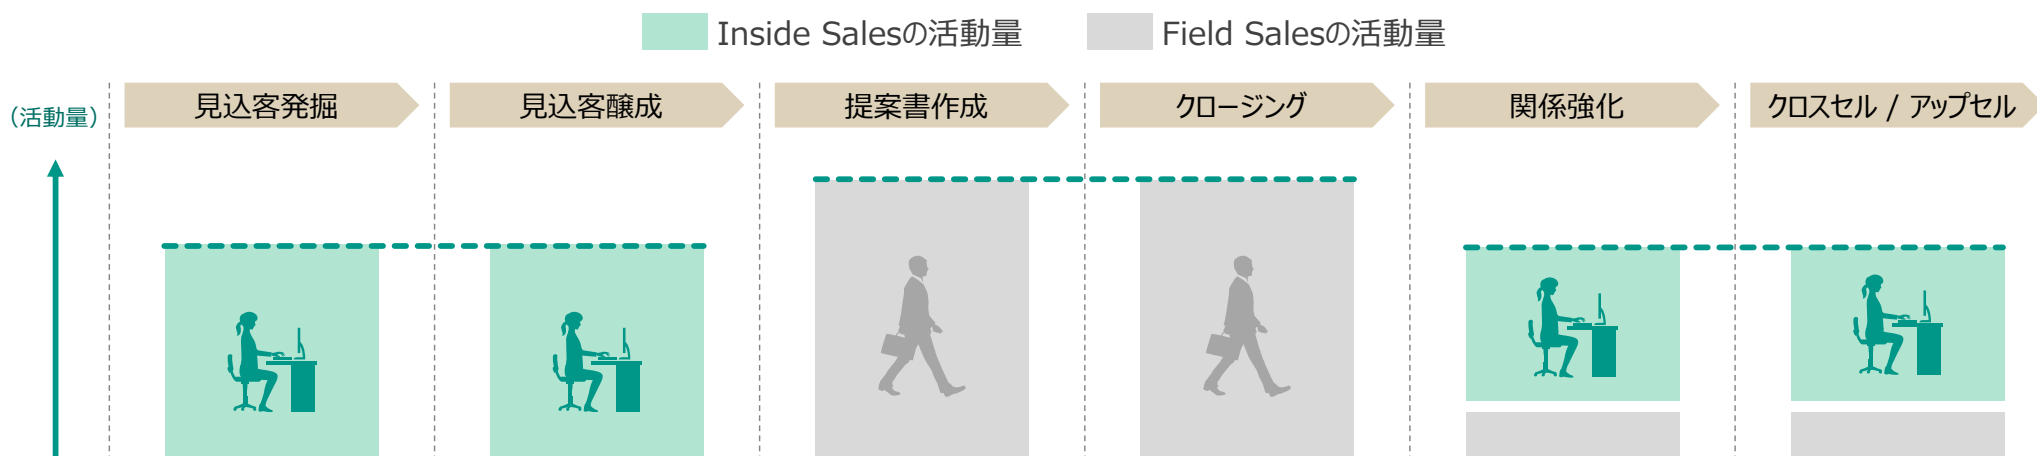 Inside Salesの活動量
Field Salesの活動量
（活動量）
見込客発掘
見込客醸成
提案書作成
クロージング
関係強化
クロスセル / アップセル